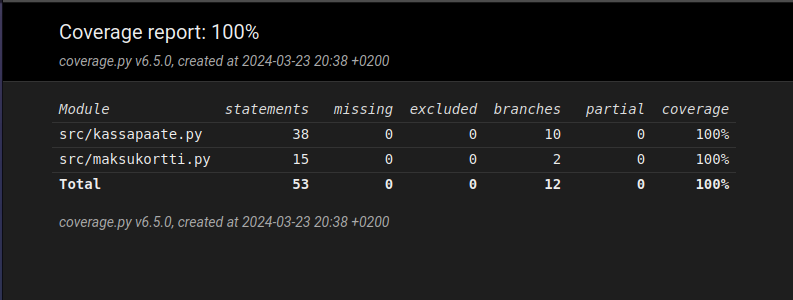 Coverage report: 100%
coverage.py v6.5.0, created at 2024-03-23 20:38 +0200
Module statements missing excluded branches partial coverage
src/kassapaate.py 38 0 0 10 0 100%
src/maksukortti.py 15 0 0 2 0 100%
Total 53 0 0 12 0 100%
coverage.py v6.5.0, created at 2024-03-23 20:38 +0200